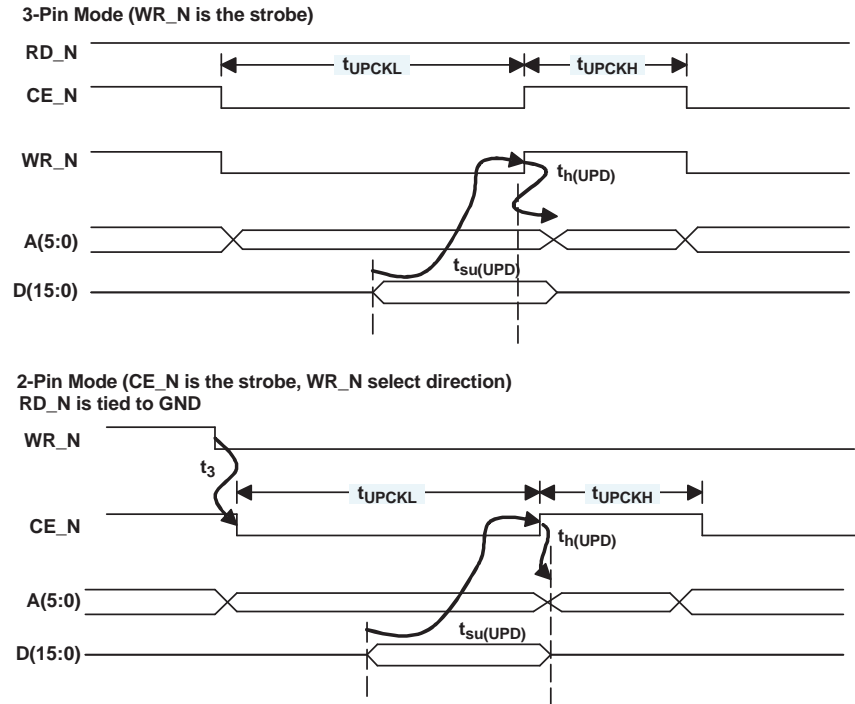 3-Pin Mode (WR_N is the strobe)
RD_N
tUPCKL
tUPCKH
CE_N
WR_N
th(UPD)
A(5:0)
tsu(UPD)
D(15:0)
2-Pin Mode (CE_N is the strobe, WR_N select direction)
RD_N is tied to GND
WR_N
t3
tUPCKL
tUPCKH
CE_N
th(UPD)
A(5:0)
tsu(UPD)
D(15:0)